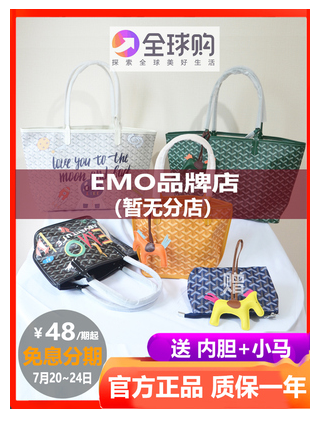 全球购
探索全球美好生活
love you to the
moon
EMO品牌店
(暂无分店)
EMO
赠
¥48/期起
免息分期
7月20~24日
送 内胆+小马
官方正品 质保一年